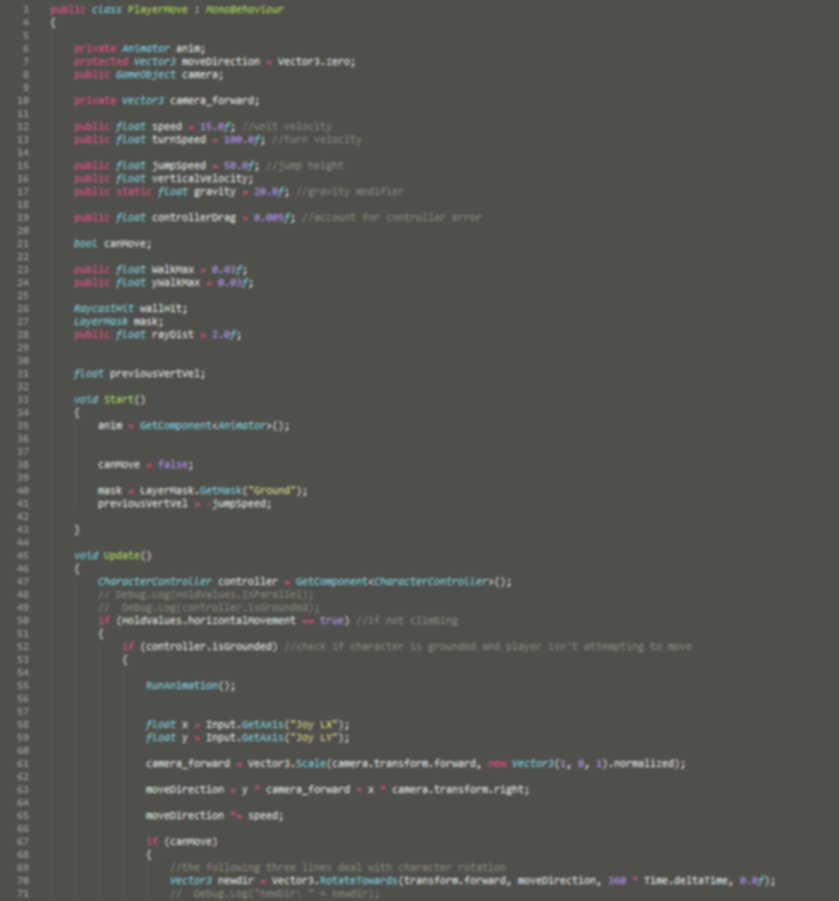 3 public class PlayerMove : MonoBehaviour
4 {
5
6 private Animator anim;
7 protected Vector3 moveDirection = Vector3.zero;
8 public GameObject camera;
9
10 private Vector3 camera_forward;
11
12 public float speed = 15.0f; //unit velocity
13 public float turnSpeed = 100.0f; //turn velocity
14
15 public float jumpSpeed = 50.0f; //jump height
16 public float verticalVelocity;
17 public static float gravity = 20.0f; //gravity modifier
18
19 public float controllerDrag = 0.005f; //account for controller error
20
21 bool canMove;
22
23 public float WalkMax = 0.03f;
24 public float yWalkMax = 0.03f;
25
26 RaycastHit wallHit;
27 LayerMask mask;
28 public float rayDist = 2.0f;
29
30
31 float previousVertVel;
32
33 void Start()
34 {
35 anim = GetComponent<Animator>();
36
37
38 canMove = false;
39
40 mask = LayerMask.GetMask("Ground");
41 previousVertVel = -jumpSpeed;
42
43 }
44
45 void Update()
46 {
47 CharacterController controller = GetComponent<CharacterController>();
48 // Debug.Log(HoldValues.isParallel);
49 // Debug.Log(controller.isGrounded);
50 if (HoldValues.horizontalMovement == true) //if not climbing
51 {
52 if (controller.isGrounded) //check if character is grounded and player isn't attempting to move
53 {
54
55 RunAnimation();
56
57
58 float x = Input.GetAxis("Joy LX");
59 float y = Input.GetAxis("Joy LY");
60
61 camera_forward = Vector3.Scale(camera.transform.forward, new Vector3(1, 0, 1).normalized);
62
63 moveDirection = y * camera_forward + x * camera.transform.right;
64
65 moveDirection *= speed;
66
67 if (canMove)
68 {
69 //the following three lines deal with character rotation
70 Vector3 newdir = Vector3.RotateTowards(transform.forward, moveDirection, 360 * Time.deltaTime, 0.0f);
71 // Debug.Log("newDir: " + newdir);